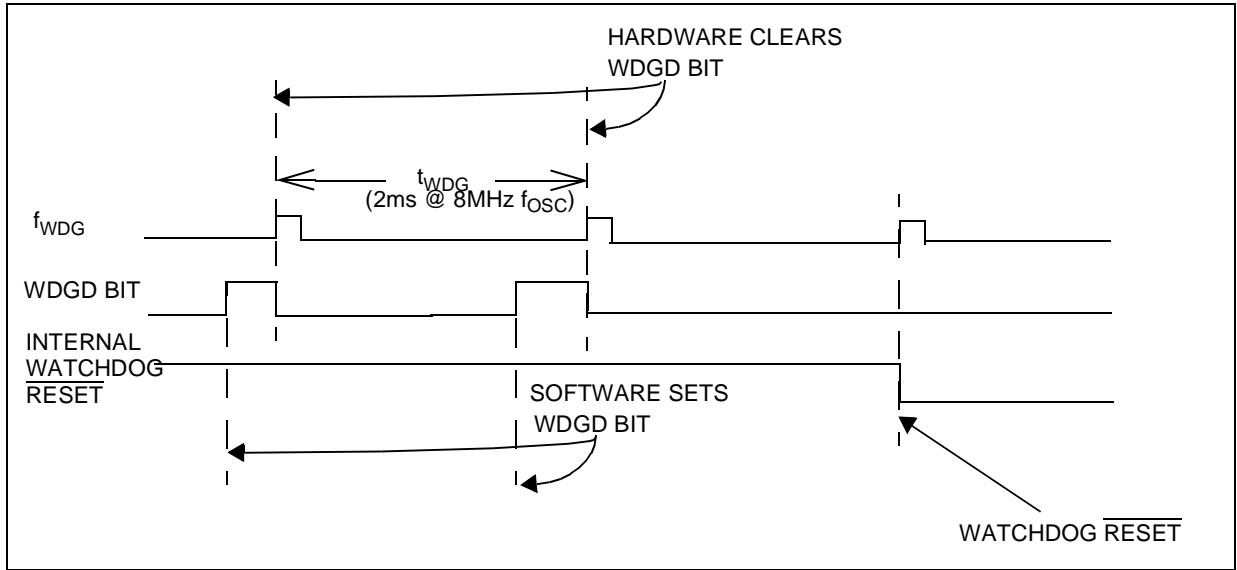 HARDWARE CLEARS
WDGD BIT
tWDG
(2ms @ 8MHz fOSC)
fWDG
WDGD BIT
INTERNAL
WATCHDOG
RESET
SOFTWARE SETS
WDGD BIT
WATCHDOG RESET